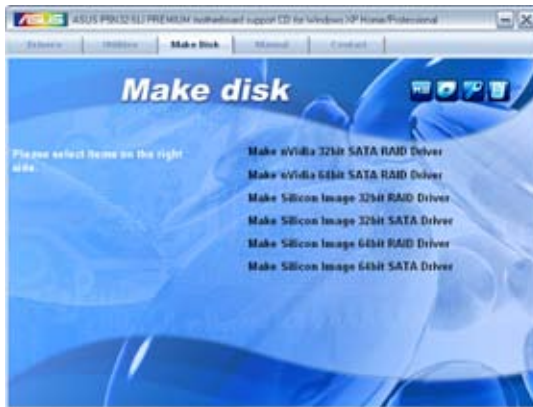 ASUS ASUS P5N32-SLI PREMIUM motherboard support CD for Windows XP Home/Professional
Drivers Utilities Make Disk Manual Contact
Make disk
Please select items on the right
side.
Make nVidia 32bit SATA RAID Driver
Make nVidia 64bit SATA RAID Driver
Make Silicon Image 32bit RAID Driver
Make Silicon Image 32bit SATA Driver
Make Silicon Image 64bit RAID Driver
Make Silicon Image 64bit SATA Driver